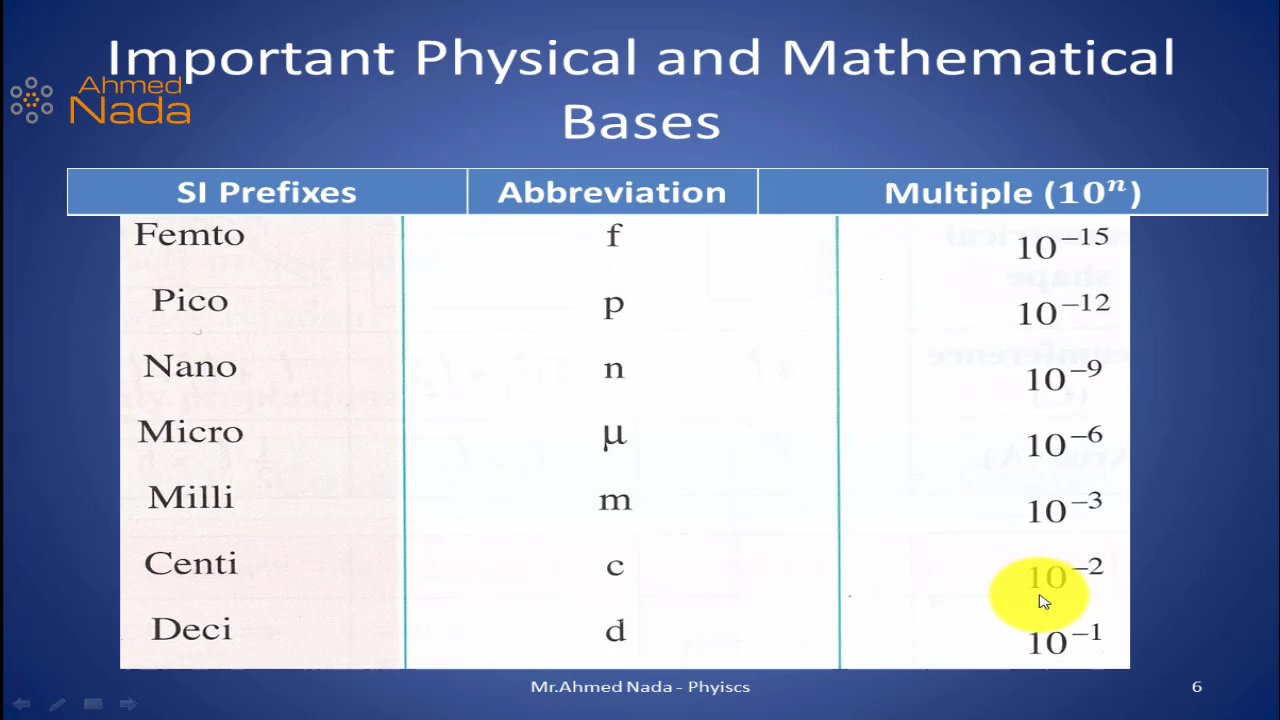 Important Physical and Mathematical
Bases
Ahmed
Nada
SI Prefixes Abbreviation Multiple (10ⁿ)
Femto f 10⁻¹⁵
Pico p 10⁻¹²
Nano n 10⁻⁹
Micro μ 10⁻⁶
Milli m 10⁻³
Centi c 10⁻²
Deci d 10⁻¹
Mr.Ahmed Nada - Phyiscs 6